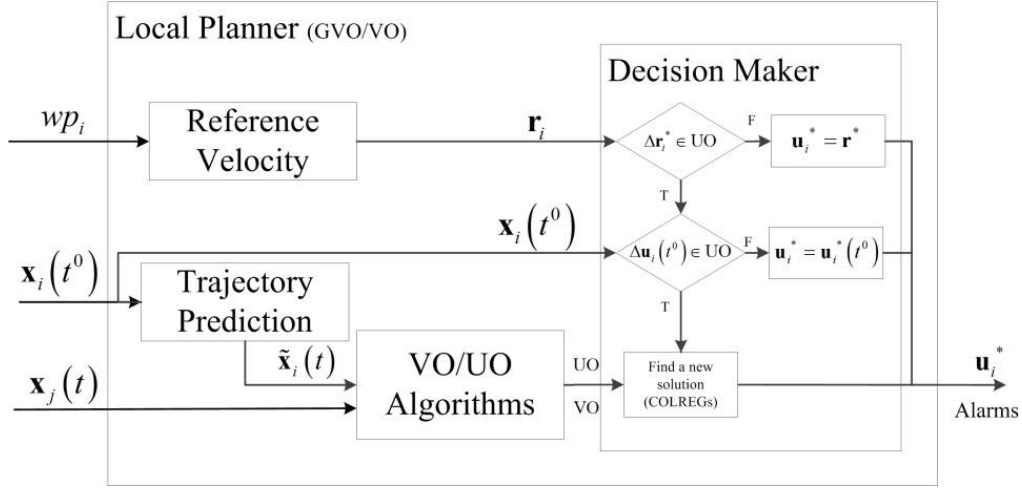 Local Planner (GVO/VO)
Decision Maker
wp_i
Reference
Velocity
𝐫_i
Δ𝐫_i^* ∈ UO
F
𝐮_i^* = 𝐫^*
T
𝐱_i(t^0)
𝐱_i(t^0)
Δ𝐮_i(t^0) ∈ UO
F
𝐮_i^* = 𝐮_i^*(t^0)
Trajectory
Prediction
T
𝐱̃_i(t)
𝐱_j(t)
VO/UO
Algorithms
UO
VO
Find a new
solution
(COLREGs)
𝐮_i^*
Alarms